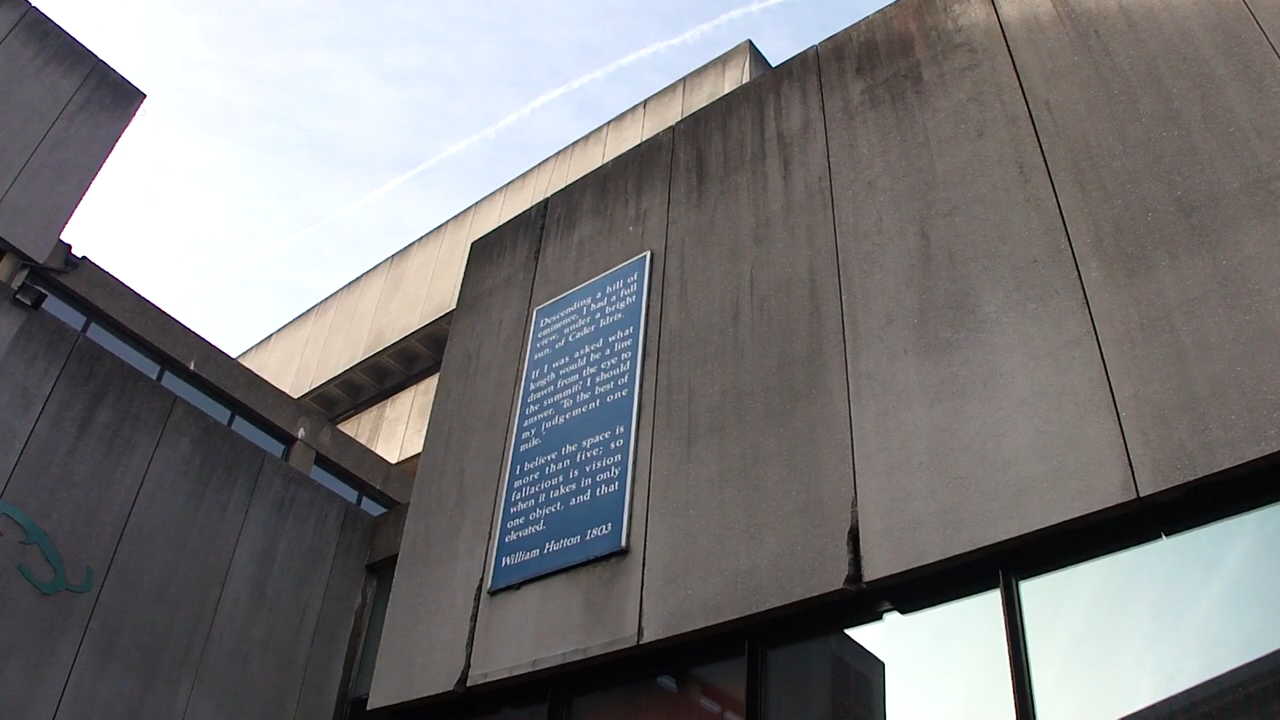 Descending a hill of
eminence, I had a full
view, under a bright
sun, of Cader Idris.
If I was asked what
length would be a line
drawn from the eye to
the summit? I should
answer, 'To the best of
my judgement one
mile.'
I believe the space is
more than five; so
fallacious is vision
when it takes in only
one object, and that
elevated.
William Hutton 1803